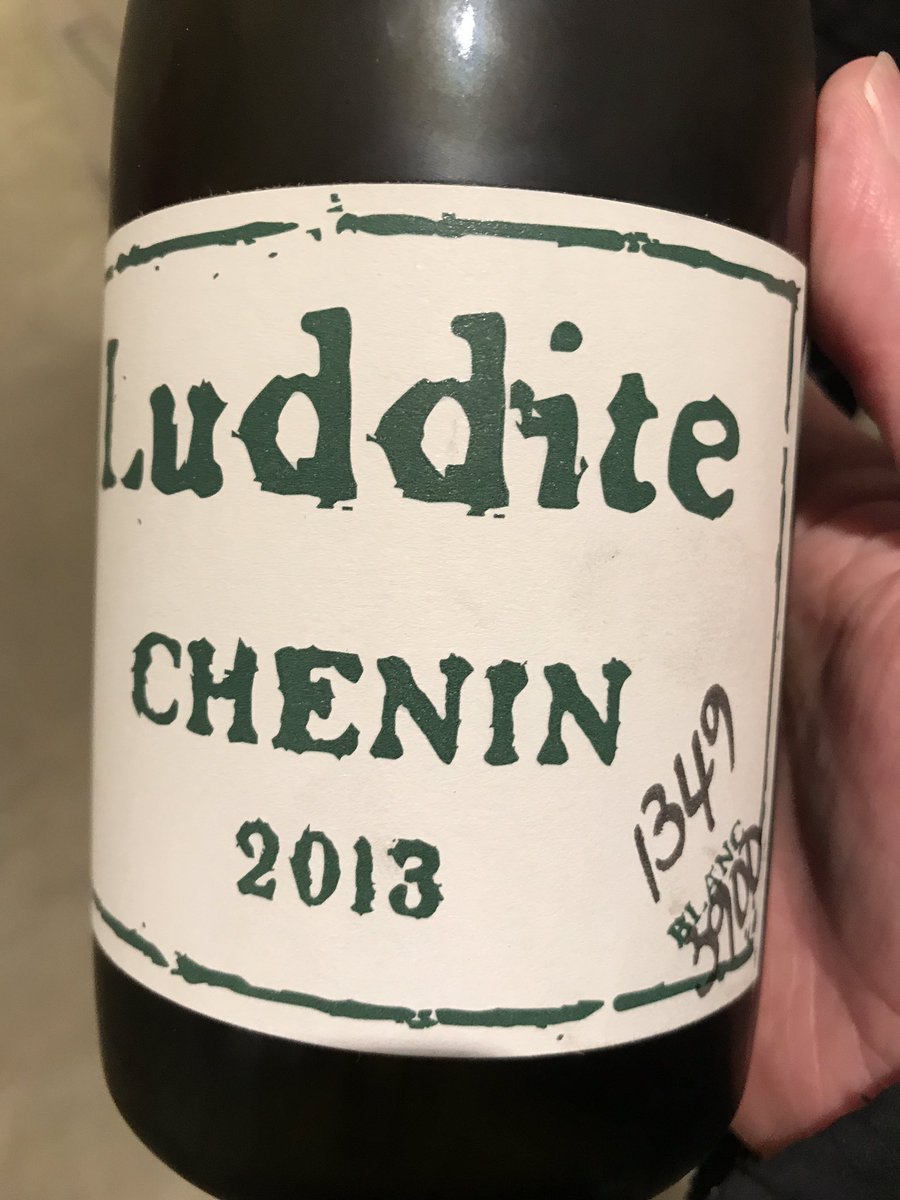 Luddite
CHENIN
2013
1349
BLANC